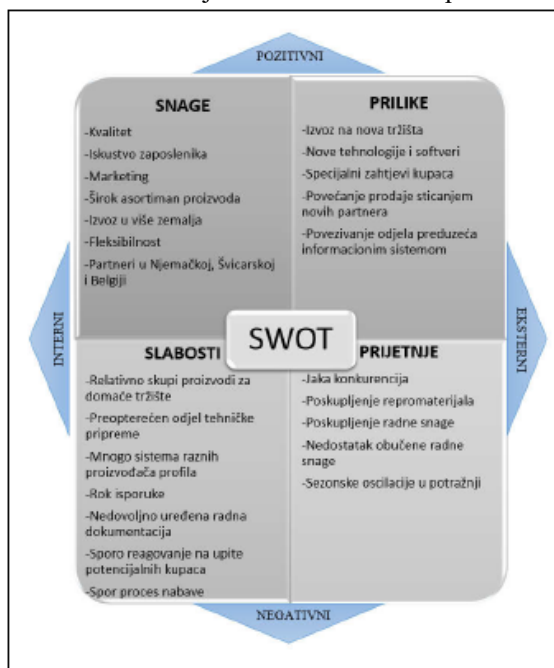 POZITIVNI
SNAGE
-Kvalitet
-Iskustvo zaposlenika
-Marketing
-Širok asortiman proizvoda
-Izvoz u više zemalja
-Fleksibilnost
-Partneri u Njemačkoj, Švicarskoj
i Belgiji
PRILIKE
-Izvoz na nova tržišta
-Nove tehnologije i softveri
-Specijalni zahtjevi kupaca
-Povećanje prodaje sticanjem
novih partnera
-Povezivanje odjela preduzeća
informacionim sistemom
INTERNI
SWOT
EKSTERNI
SLABOSTI
-Relativno skupi proizvodi za
domaće tržište
-Preopterećen odjel tehničke
pripreme
-Mnogo sistema raznih
proizvođača profila
-Rok isporuke
-Nedovoljno uređena radna
dokumentacija
-Sporo reagovanje na upite
potencijalnih kupaca
-Spor proces nabave
PRIJETNJE
-Jaka konkurencija
-Poskupljenje repromaterijala
-Poskupljenje radne snage
-Nedostatak obučene radne
snage
-Sezonske oscilacije u potražnji
NEGATIVNI